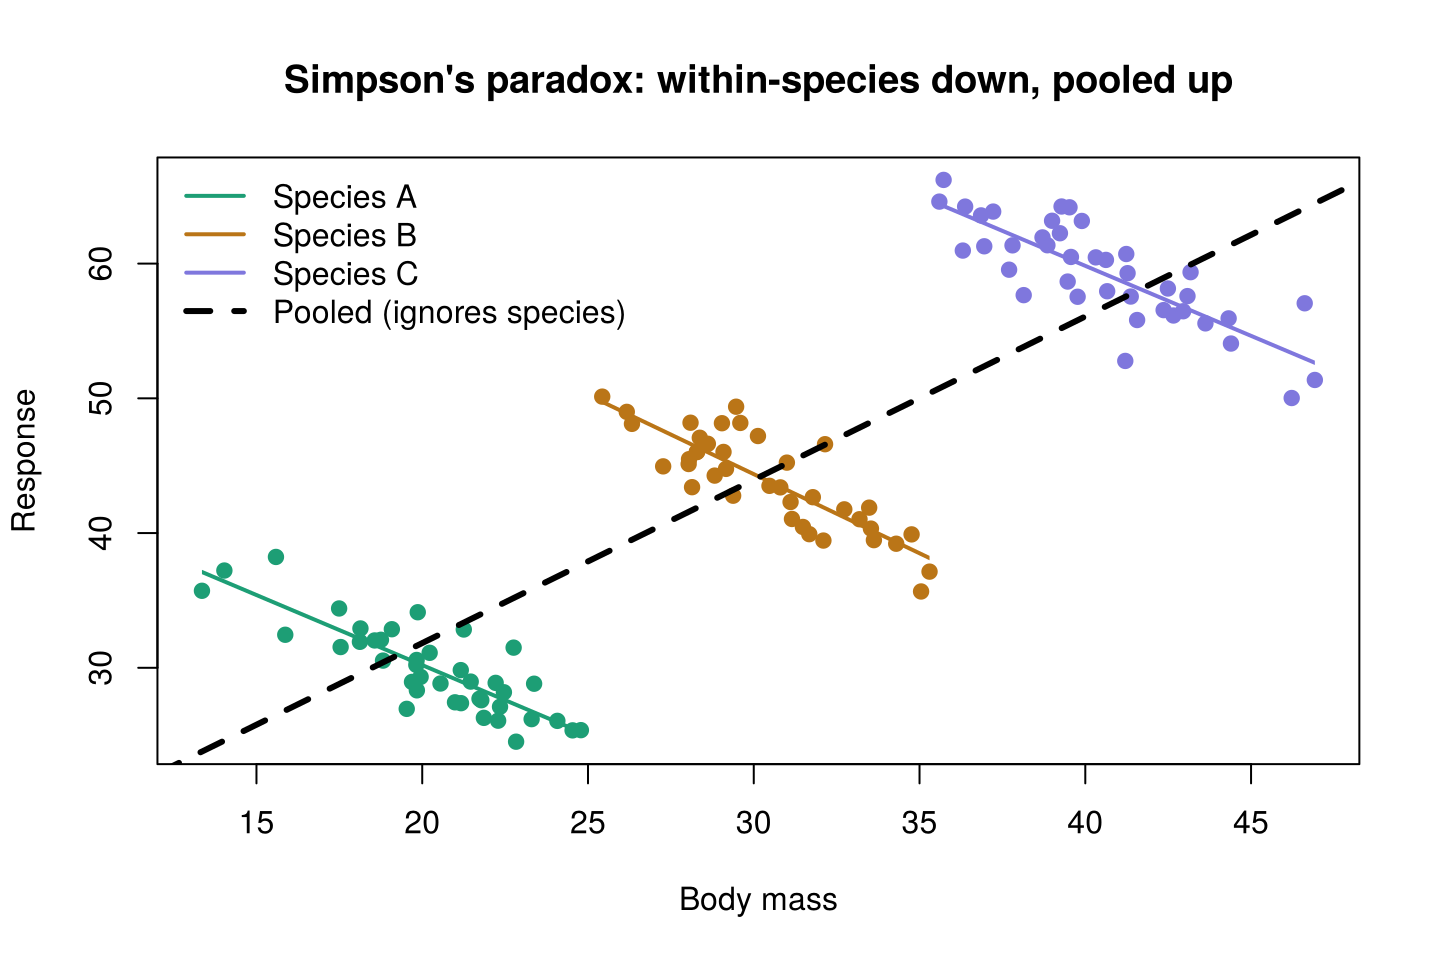 Simpson's paradox: within-species down, pooled up
Species A
Species B
Species C
Pooled (ignores species)
Response
60
50
40
30
15 20 25 30 35 40 45
Body mass